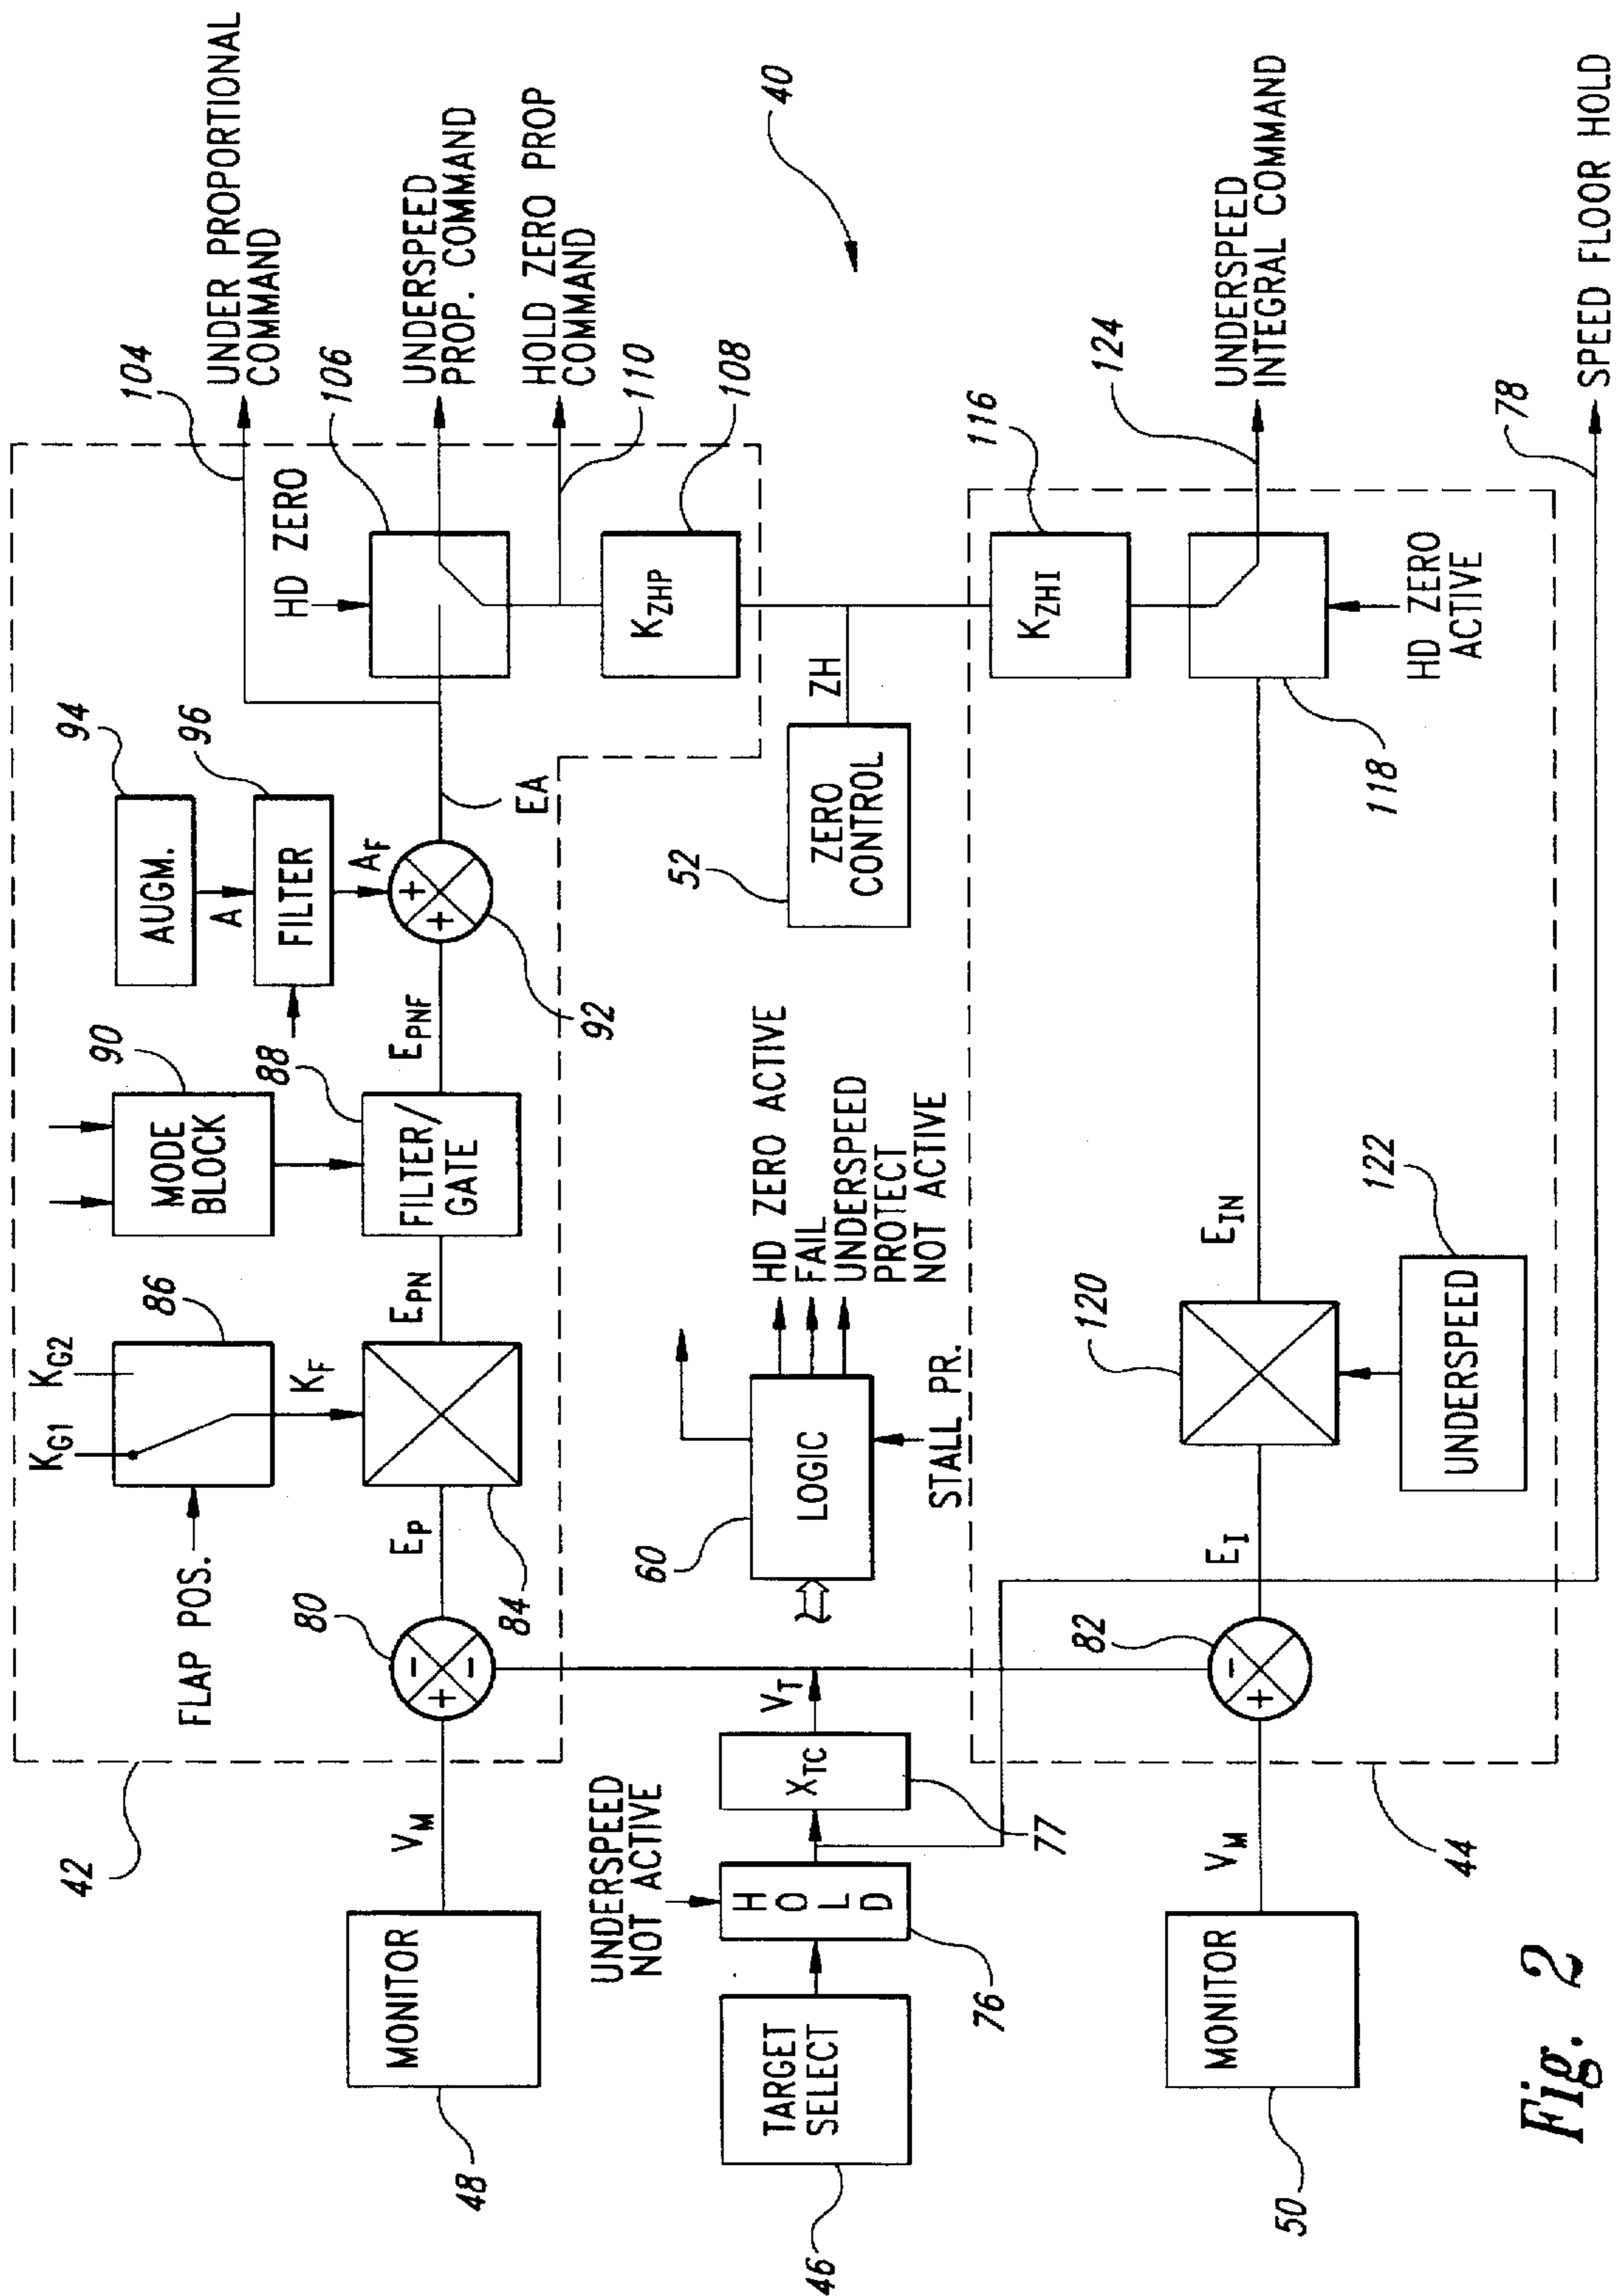 42
FLAP POS.
K_G1
K_G2
86
K_F
MODE
BLOCK
90
AUGM.
94
A
FILTER
96
A_F
88
HD ZERO
104
UNDER PROPORTIONAL
COMMAND
MONITOR
48
V_M
80
+
-
-
E_P
84
E_PN
FILTER/
GATE
E_PNF
+
+
92
EA
106
UNDERSPEED
PROP. COMMAND
HOLD ZERO PROP
COMMAND
110
K_ZHP
108
40
UNDERSPEED
NOT ACTIVE
TARGET
SELECT
46
HOLD
76
X_TC
77
V_T
60
LOGIC
STALL PR.
HD ZERO ACTIVE
FAIL
UNDERSPEED
PROTECT
NOT ACTIVE
52
ZERO
CONTROL
ZH
K_ZHI
116
MONITOR
50
V_M
44
82
+
-
E_I
120
UNDERSPEED
122
E_IN
118
HD ZERO
ACTIVE
124
UNDERSPEED
INTEGRAL COMMAND
78
SPEED FLOOR HOLD
Fig. 2